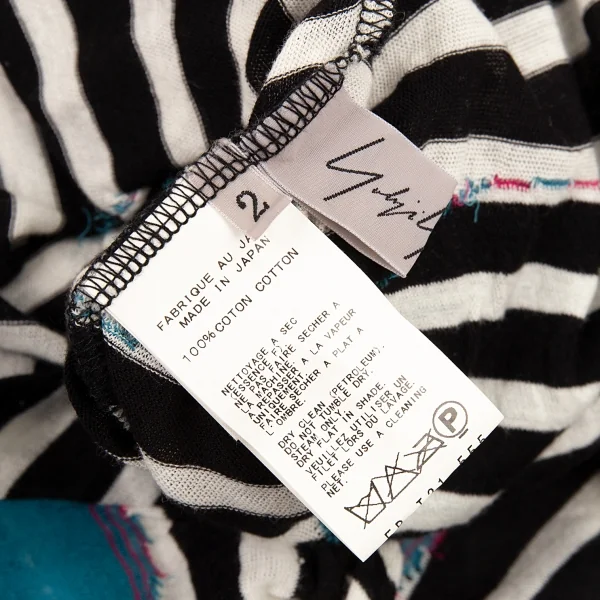 2
FABRIQUE AU JA
MADE IN JAPAN
100%COTON COTTON
NETTOYAGE A SEC
(ESSENCE F).
NE PAS FAIRE SECHER A
LA MACHINE.
REPASSER A LA VAPEUR
UNIQUEMENT.
FAIRE SECHER A PLAT A
L'OMBRE.
DRY CLEAN (PETROLEUM).
DO NOT TUMBLE DRY.
STEAM ONLY.
DRY FLAT IN SHADE.
VEUILLEZ UTILISER UN
FILET LORS DU LAVAGE.
PLEASE USE A CLEANING
NET.
P